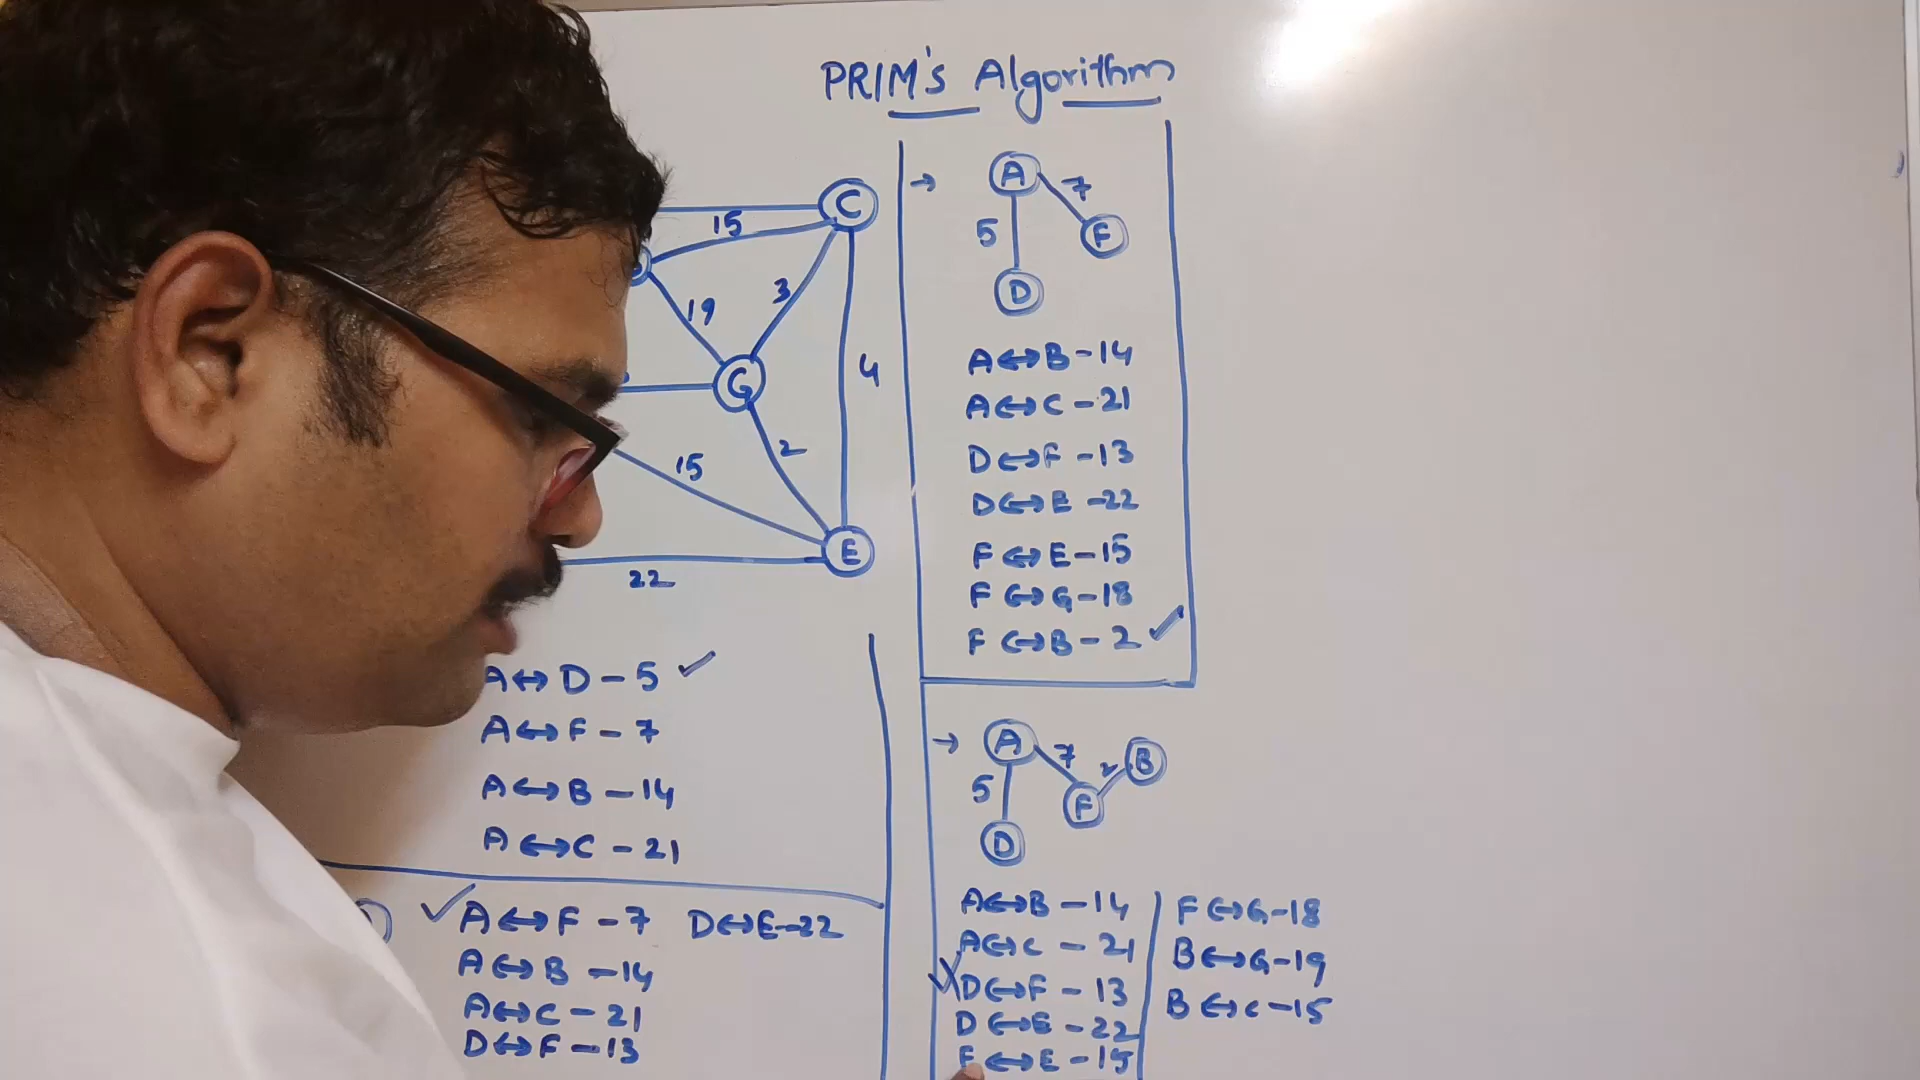 PRIM's Algorithm
C
15
19
3
4
G
2
15
E
22
A↔D-5 ✓
A↔F-7
A↔B-14
A↔C-21
✓A↔F-7 D↔E-22
A↔B-14
A↔C-21
D↔F-13
→ A
7
5
F
D
A↔B-14
A↔C-21
D↔F-13
D↔E-22
F↔E-15
F↔G-18
F↔B-2 ✓
→ A
7
2
B
5
F
D
A↔B-14
A↔C-21
D↔F-13
D↔E-22
F↔E-15
F↔G-18
B↔G-19
B↔C-15